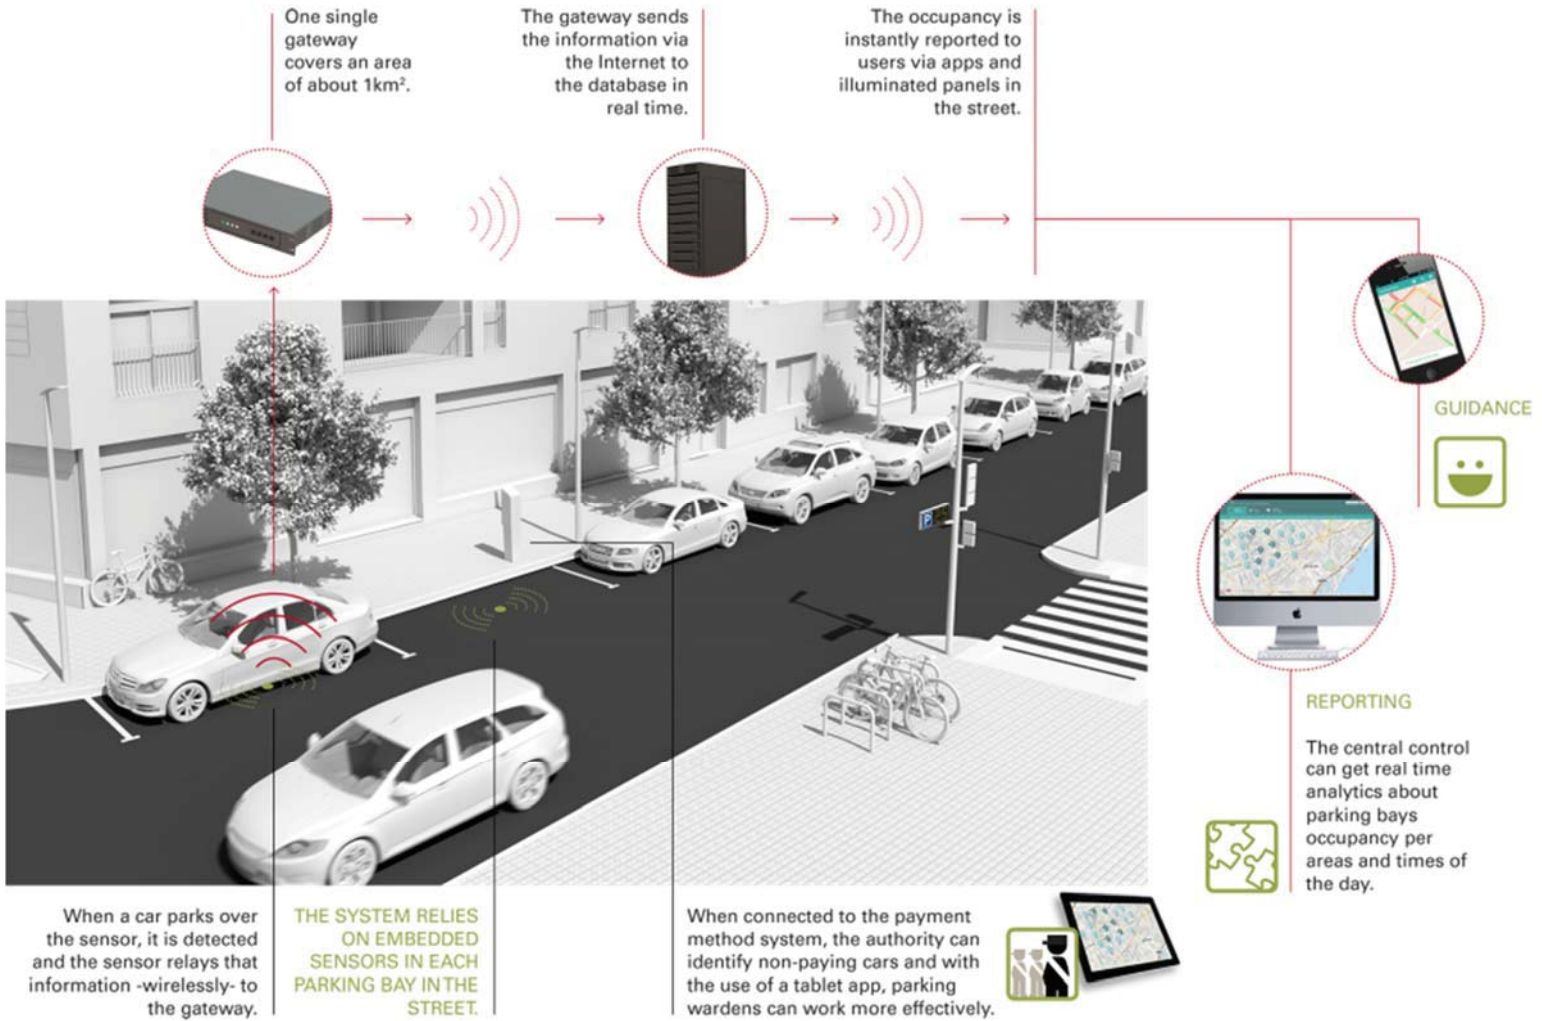 One single
gateway
covers an area
of about 1km².
The gateway sends
the information via
the Internet to
the database in
real time.
The occupancy is
instantly reported to
users via apps and
illuminated panels in
the street.
GUIDANCE
P
REPORTING
The central control
can get real time
analytics about
parking bays
occupancy per
areas and times of
the day.
When a car parks over
the sensor, it is detected
and the sensor relays that
information -wirelessly- to
the gateway.
THE SYSTEM RELIES
ON EMBEDDED
SENSORS IN EACH
PARKING BAY IN THE
STREET.
When connected to the payment
method system, the authority can
identify non-paying cars and with
the use of a tablet app, parking
wardens can work more effectively.